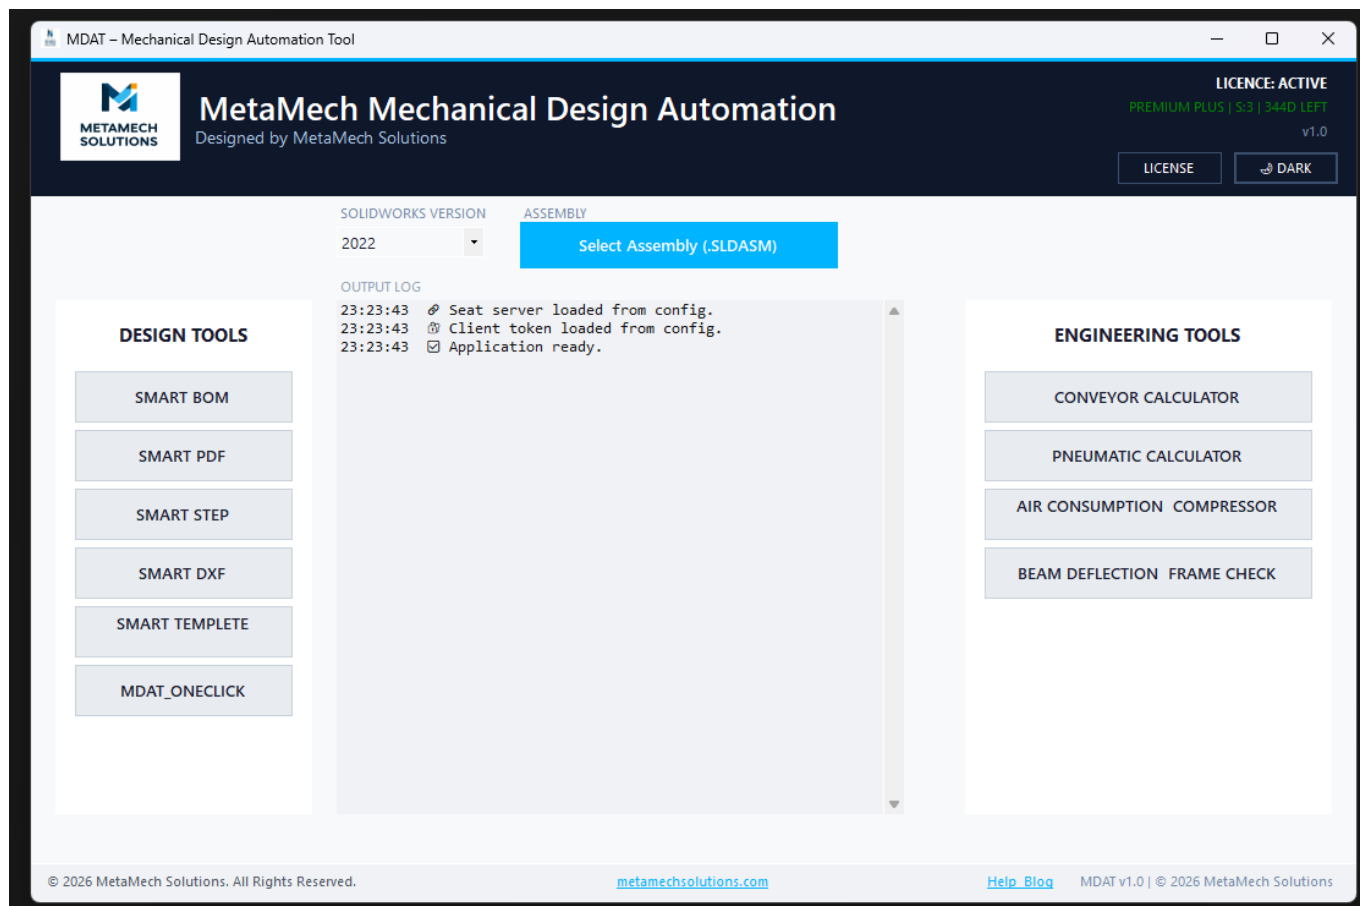 MDAT – Mechanical Design Automation Tool
METAMECH
SOLUTIONS
MetaMech Mechanical Design Automation
Designed by MetaMech Solutions
LICENCE: ACTIVE
PREMIUM PLUS | S:3 | 344D LEFT
v1.0
LICENSE
DARK
SOLIDWORKS VERSION
ASSEMBLY
2022
Select Assembly (.SLDASM)
OUTPUT LOG
23:23:43 Seat server loaded from config.
23:23:43 Client token loaded from config.
23:23:43 Application ready.
DESIGN TOOLS
SMART BOM
SMART PDF
SMART STEP
SMART DXF
SMART TEMPLETE
MDAT_ONECLICK
ENGINEERING TOOLS
CONVEYOR CALCULATOR
PNEUMATIC CALCULATOR
AIR CONSUMPTION COMPRESSOR
BEAM DEFLECTION FRAME CHECK
© 2026 MetaMech Solutions. All Rights Reserved.
metamechsolutions.com
Help Blog
MDAT v1.0 | © 2026 MetaMech Solutions